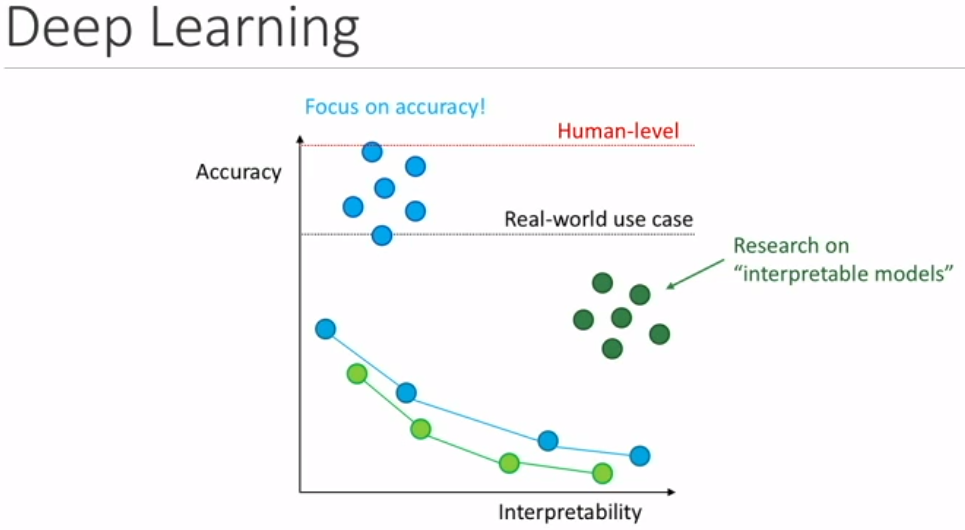 Deep Learning
Focus on accuracy!
Human-level
Accuracy
Real-world use case
Research on
“interpretable models”
Interpretability